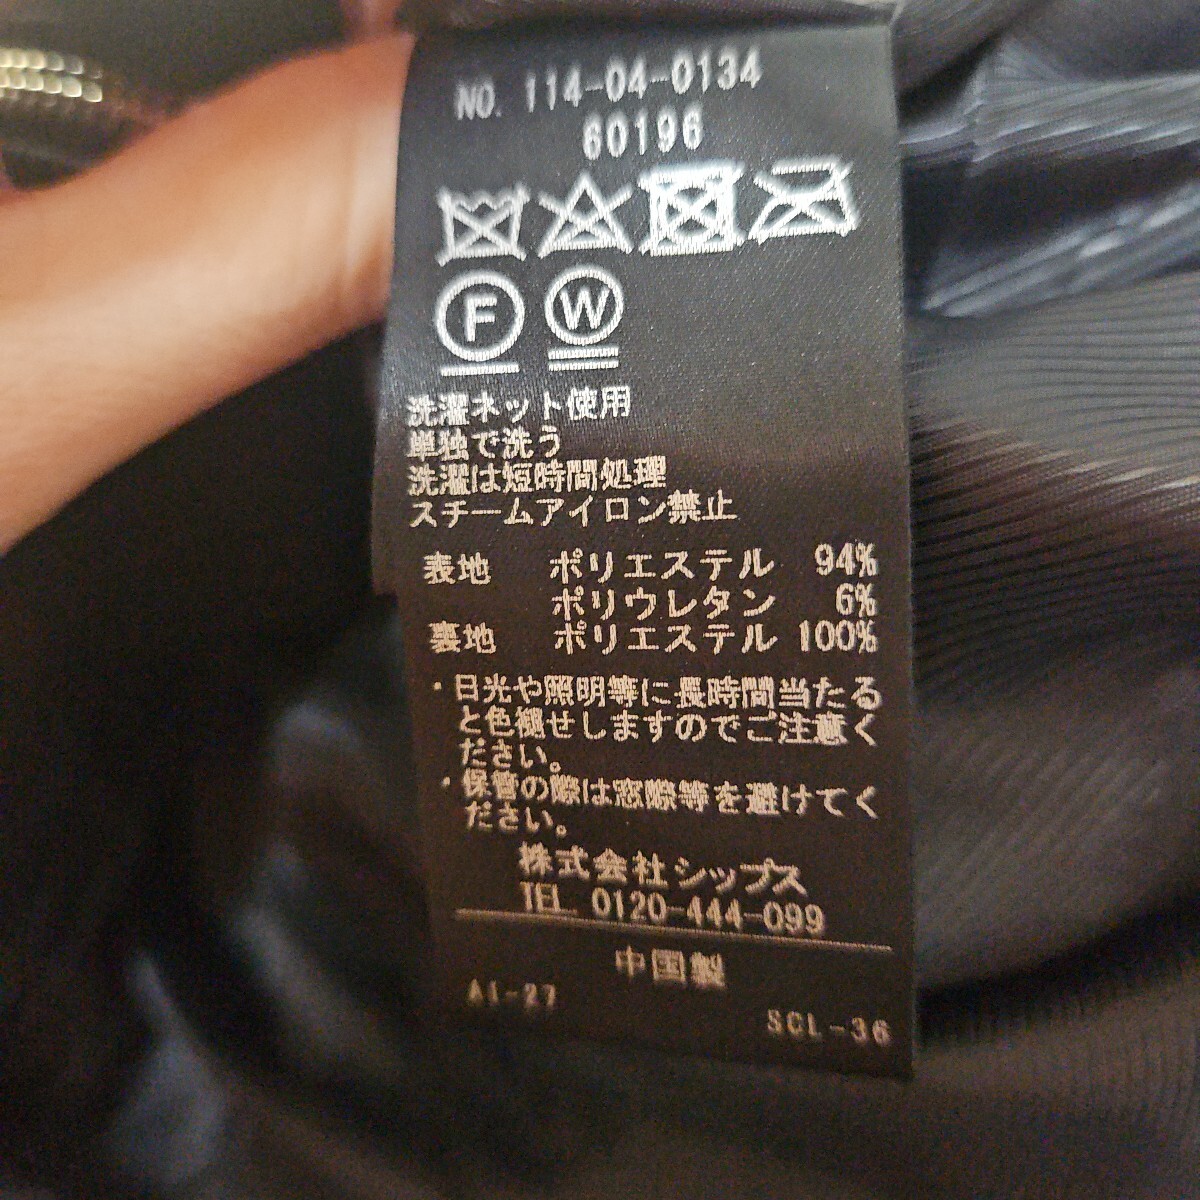 NO. 114-04-0134
60196
F W
洗濯ネット使用
単独で洗う
洗濯は短時間処理
スチームアイロン禁止
表地 ポリエステル 94%
ポリウレタン 6%
裏地 ポリエステル 100%
・日光や照明等に長時間当たる
と色褪せしますのでご注意く
ださい。
・保管の際は窓際等を避けてく
ださい。
株式会社シップス
TEL 0120-444-099
中国製
AI-27
SCL-36